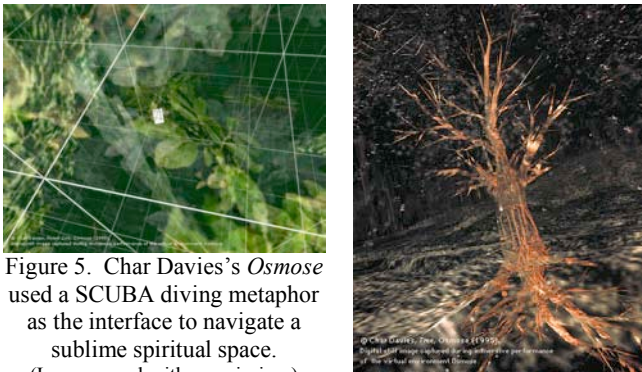 Figure 5. Char Davies's Osmose
used a SCUBA diving metaphor
as the interface to navigate a
sublime spiritual space.
© Char Davies, Tree, Osmose (1995)
Digital still image captured during immersive performance
of the virtual environment Osmose